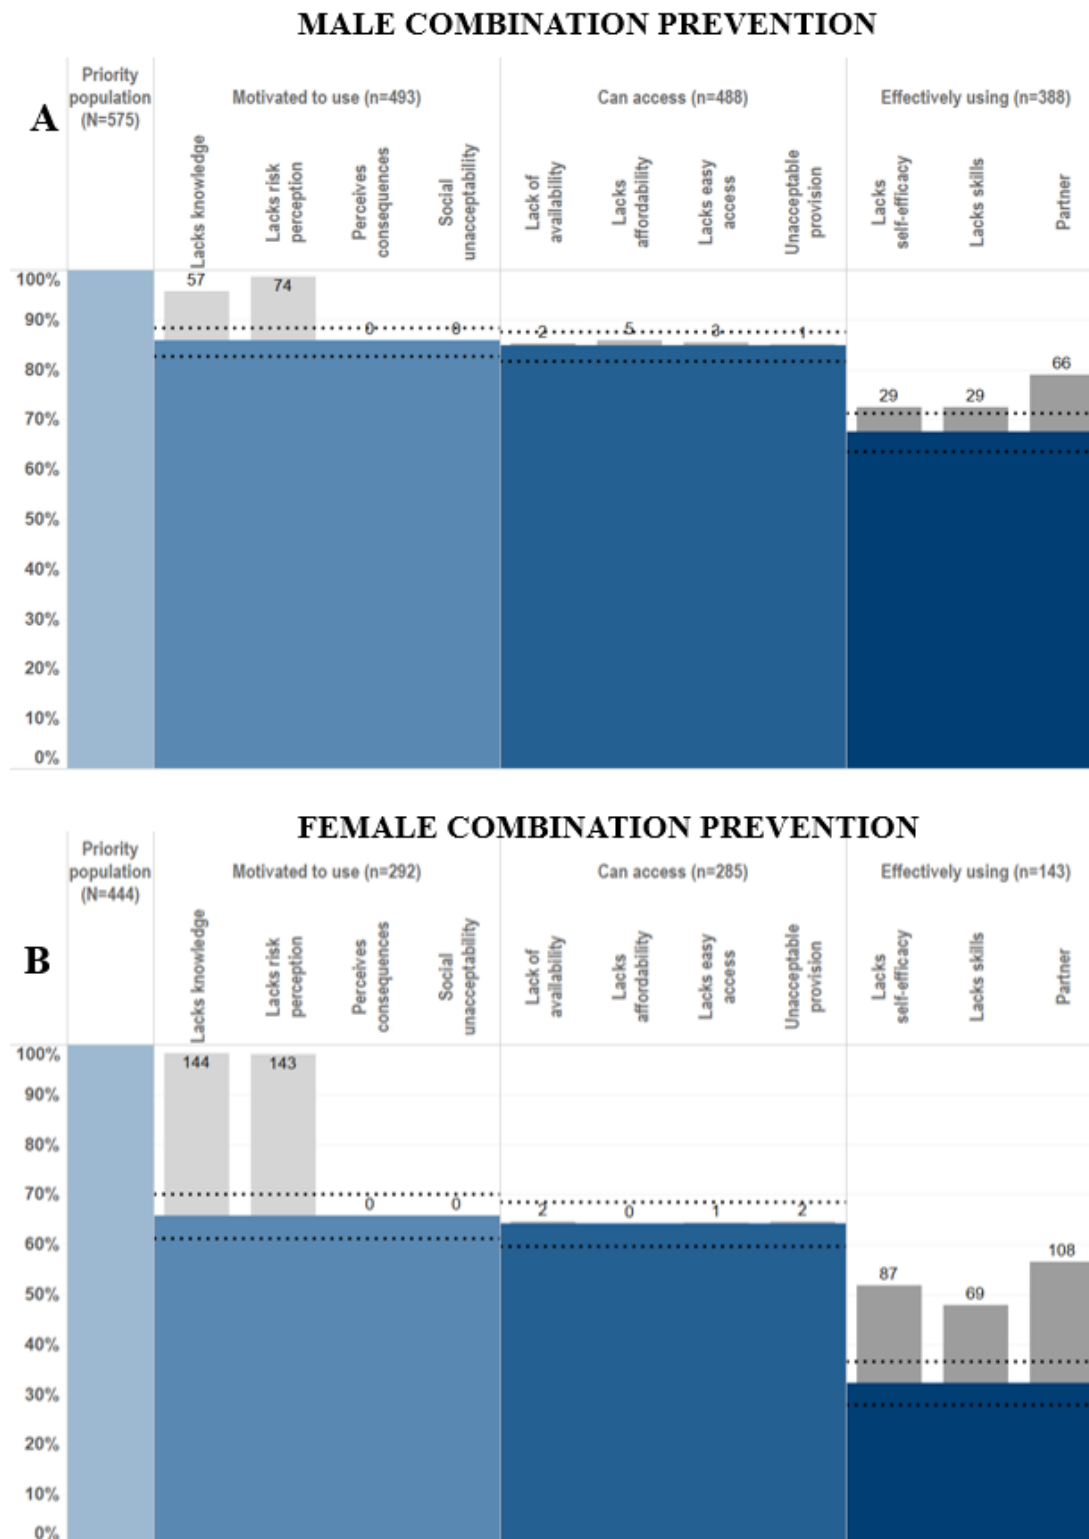 MALE COMBINATION PREVENTION
A
Priority
population
(N=575)
Motivated to use (n=493)
Can access (n=488)
Effectively using (n=388)
Lacks knowledge
Lacks risk
perception
Perceives
consequences
Social
unacceptability
Lack of
availability
Lacks
affordability
Lacks easy
access
Unacceptable
provision
Lacks
self-efficacy
Lacks skills
Partner
100%
90%
80%
70%
60%
50%
40%
30%
20%
10%
0%
57
74
0
0
2
5
3
1
29
29
66
FEMALE COMBINATION PREVENTION
B
Priority
population
(N=444)
Motivated to use (n=292)
Can access (n=285)
Effectively using (n=143)
Lacks knowledge
Lacks risk
perception
Perceives
consequences
Social
unacceptability
Lack of
availability
Lacks
affordability
Lacks easy
access
Unacceptable
provision
Lacks
self-efficacy
Lacks skills
Partner
100%
90%
80%
70%
60%
50%
40%
30%
20%
10%
0%
144
143
0
0
2
0
1
2
87
69
108